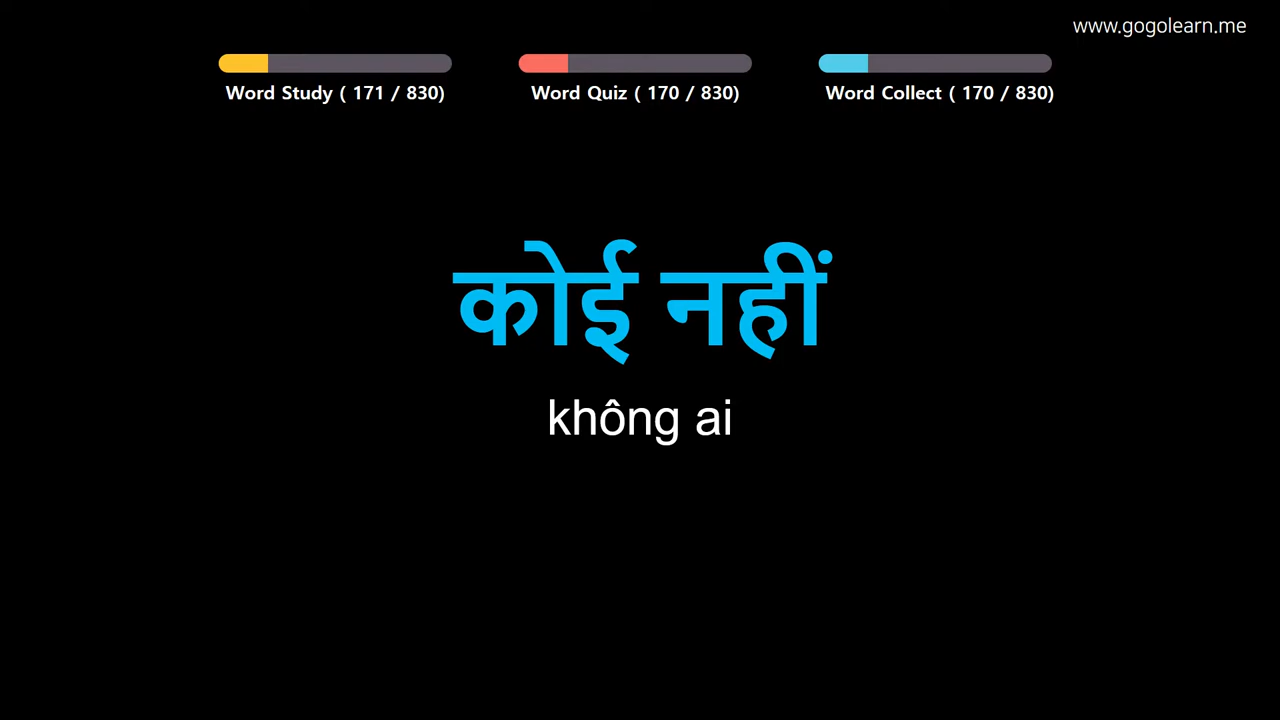 www.gogolearn.me
Word Study ( 171 / 830)
Word Quiz ( 170 / 830)
Word Collect ( 170 / 830)
कोई नहीं
không ai